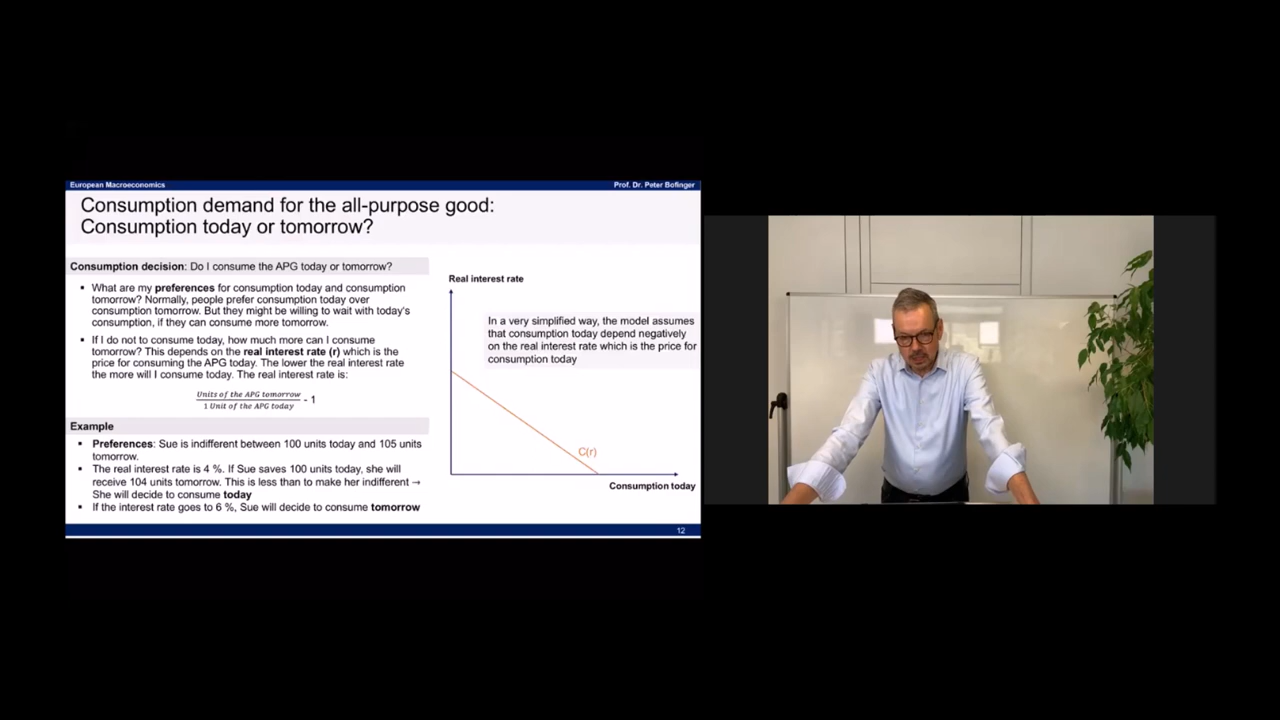 European Macroeconomics
Prof. Dr. Peter Bofinger
Consumption demand for the all-purpose good:
Consumption today or tomorrow?
Consumption decision: Do I consume the APG today or tomorrow?
▪ What are my preferences for consumption today and consumption
tomorrow? Normally, people prefer consumption today over
consumption tomorrow. But they might be willing to wait with today's
consumption, if they can consume more tomorrow.
▪ If I do not to consume today, how much more can I consume
tomorrow? This depends on the real interest rate (r) which is the
price for consuming the APG today. The lower the real interest rate
the more will I consume today. The real interest rate is:
Units of the APG tomorrow
1 Unit of the APG today
- 1
Example
▪ Preferences: Sue is indifferent between 100 units today and 105 units
tomorrow.
▪ The real interest rate is 4 %. If Sue saves 100 units today, she will
receive 104 units tomorrow. This is less than to make her indifferent →
She will decide to consume today
▪ If the interest rate goes to 6 %, Sue will decide to consume tomorrow
Real interest rate
In a very simplified way, the model assumes
that consumption today depend negatively
on the real interest rate which is the price for
consumption today
C(r)
Consumption today
12